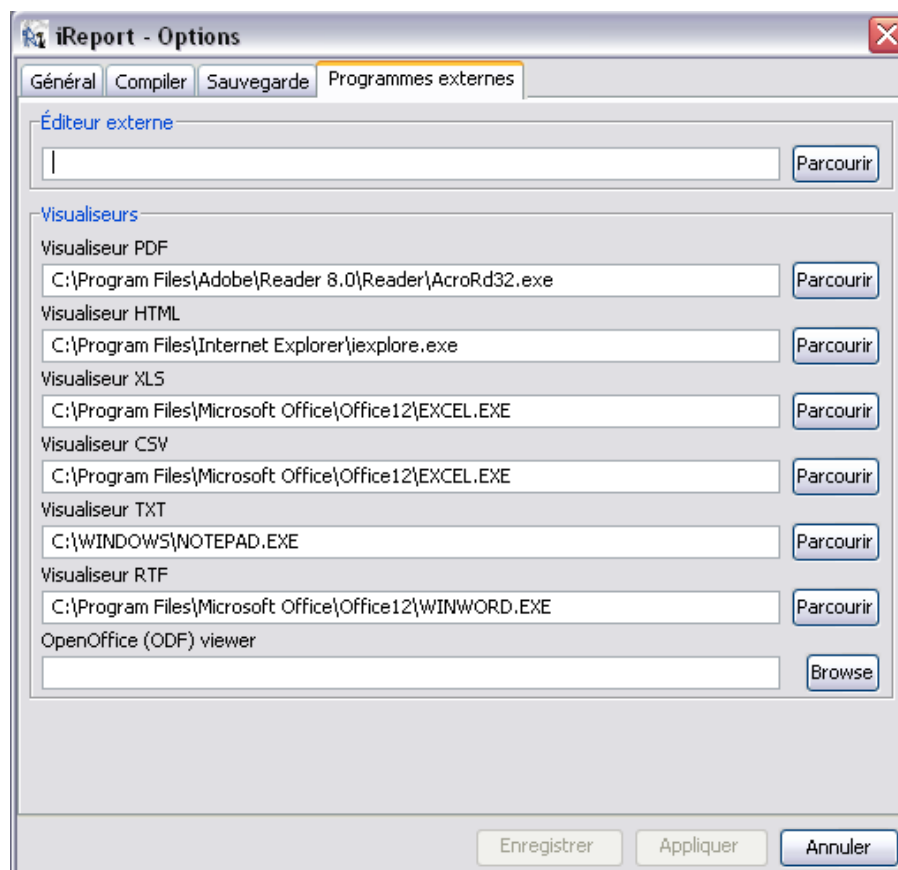 iReport - Options
Général Compiler Sauvegarde Programmes externes
Éditeur externe
Parcourir
Visualiseurs
Visualiseur PDF
C:\Program Files\Adobe\Reader 8.0\Reader\AcroRd32.exe Parcourir
Visualiseur HTML
C:\Program Files\Internet Explorer\iexplore.exe Parcourir
Visualiseur XLS
C:\Program Files\Microsoft Office\Office12\EXCEL.EXE Parcourir
Visualiseur CSV
C:\Program Files\Microsoft Office\Office12\EXCEL.EXE Parcourir
Visualiseur TXT
C:\WINDOWS\NOTEPAD.EXE Parcourir
Visualiseur RTF
C:\Program Files\Microsoft Office\Office12\WINWORD.EXE Parcourir
OpenOffice (ODF) viewer
Browse
Enregistrer Appliquer Annuler